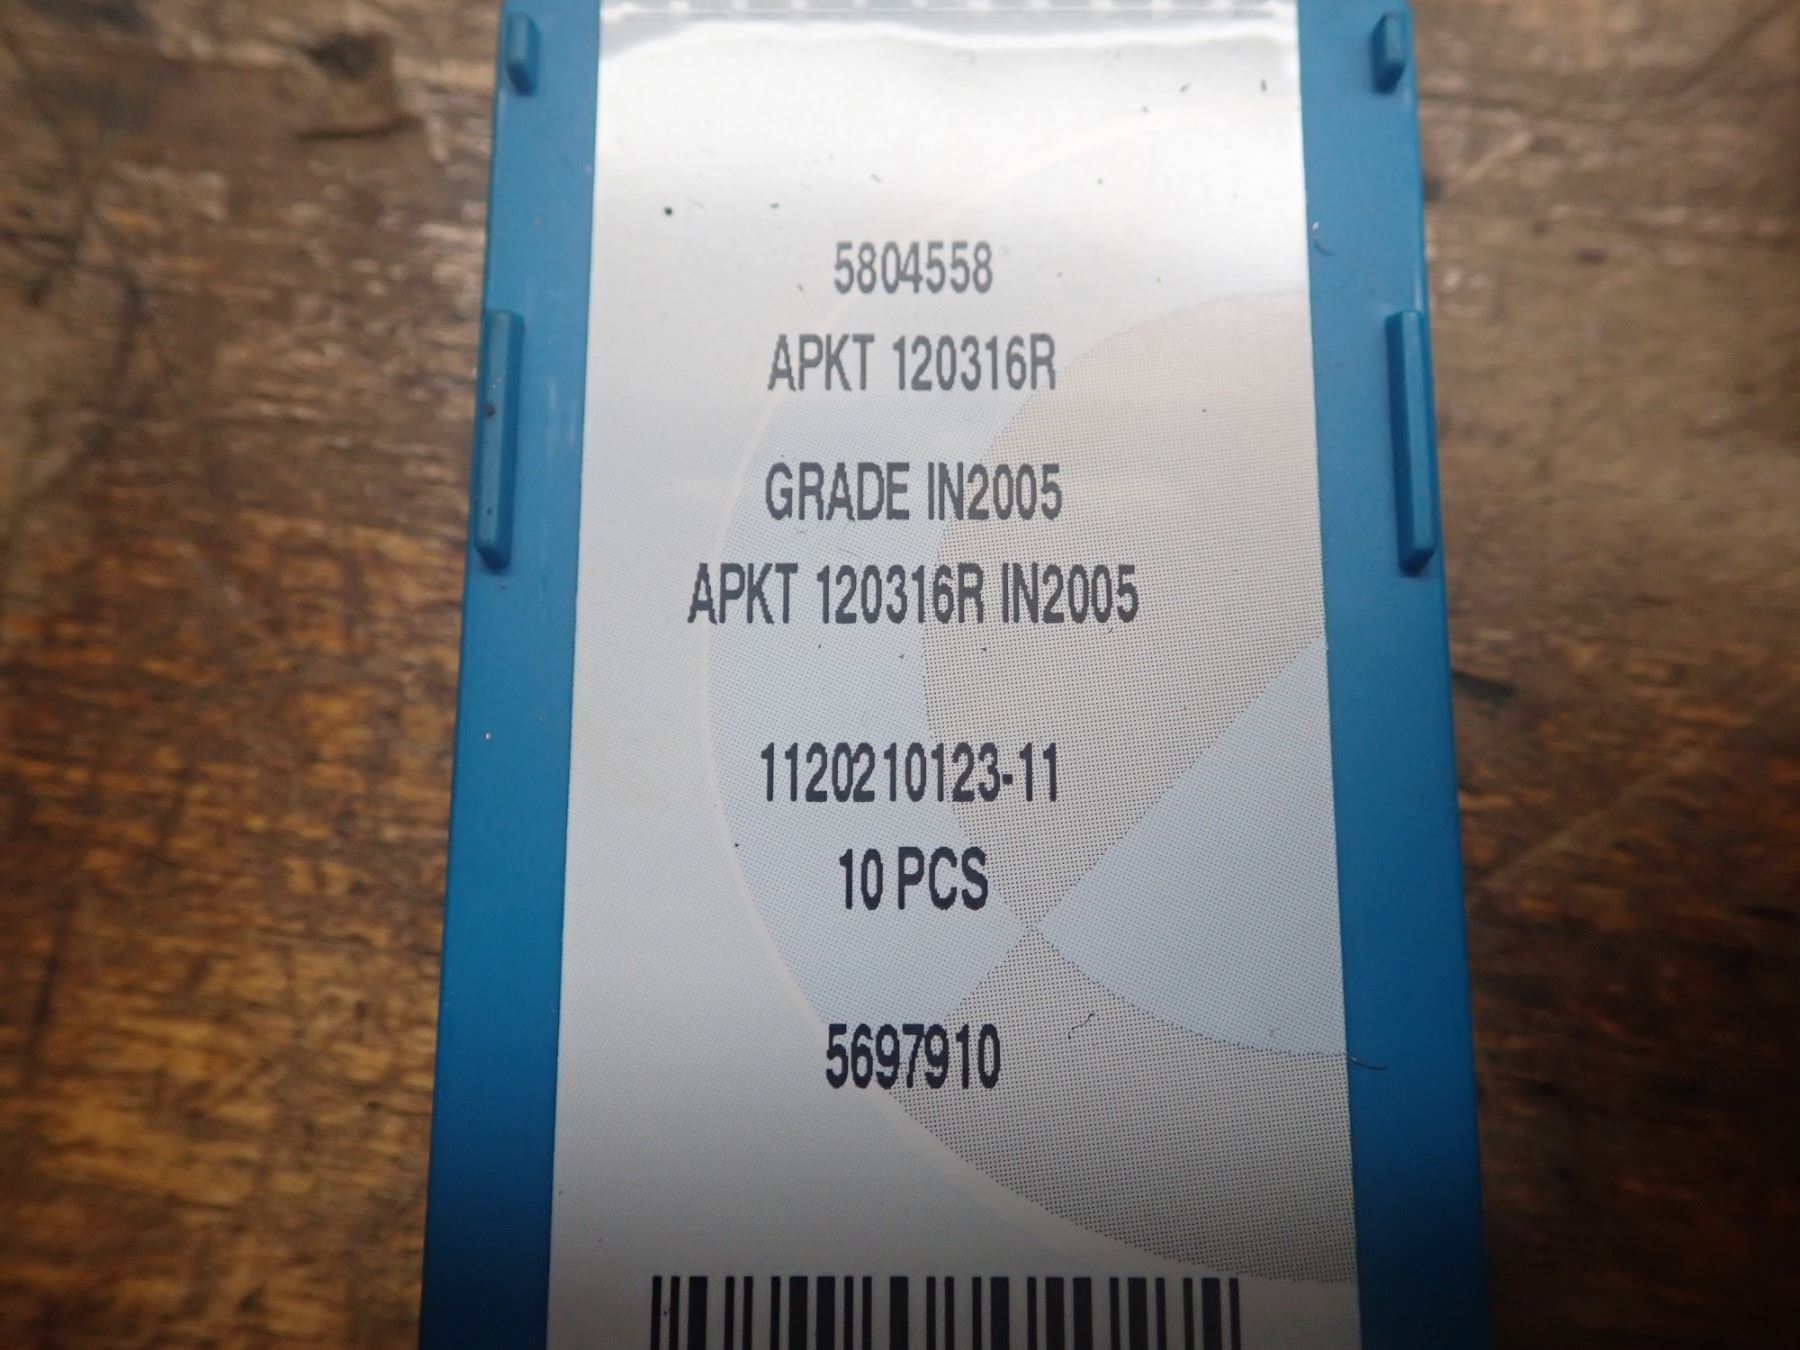 5804558
APKT 120316R
GRADE IN2005
APKT 120316R IN2005
1120210123-11
10 PCS
5697910